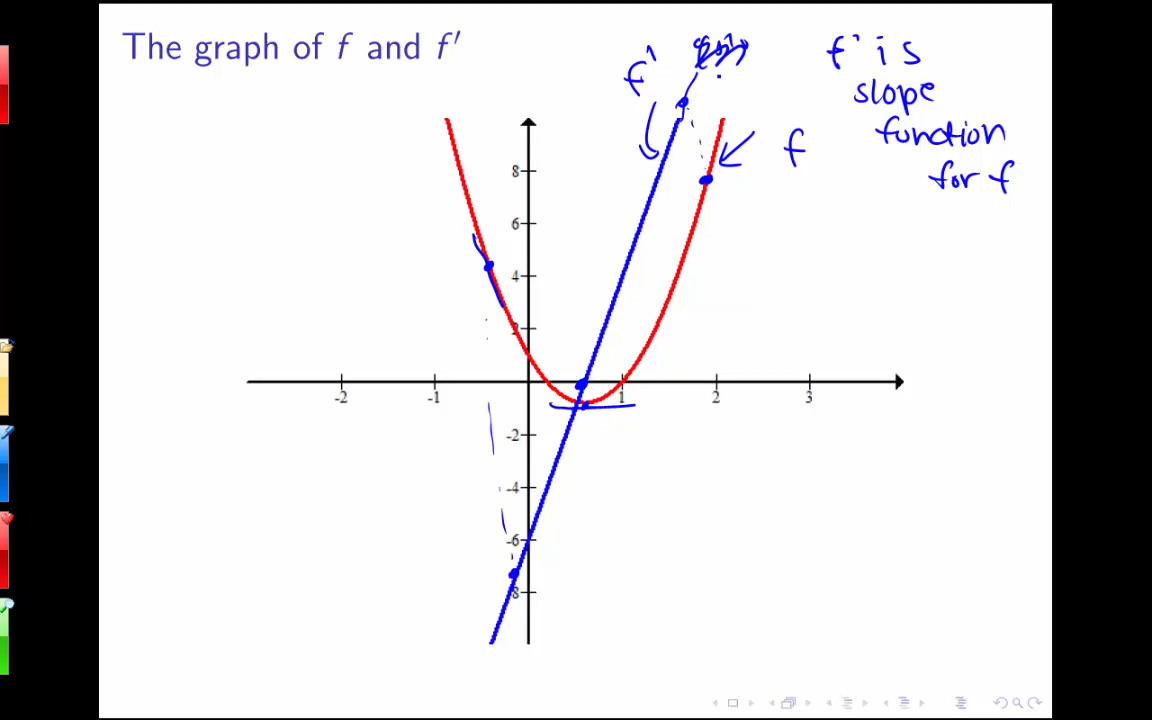 The graph of f and f′
f' is
slope
function
for f
f'
f
8
6
4
2
-2
-1
1
2
3
-2
-4
-6
-8